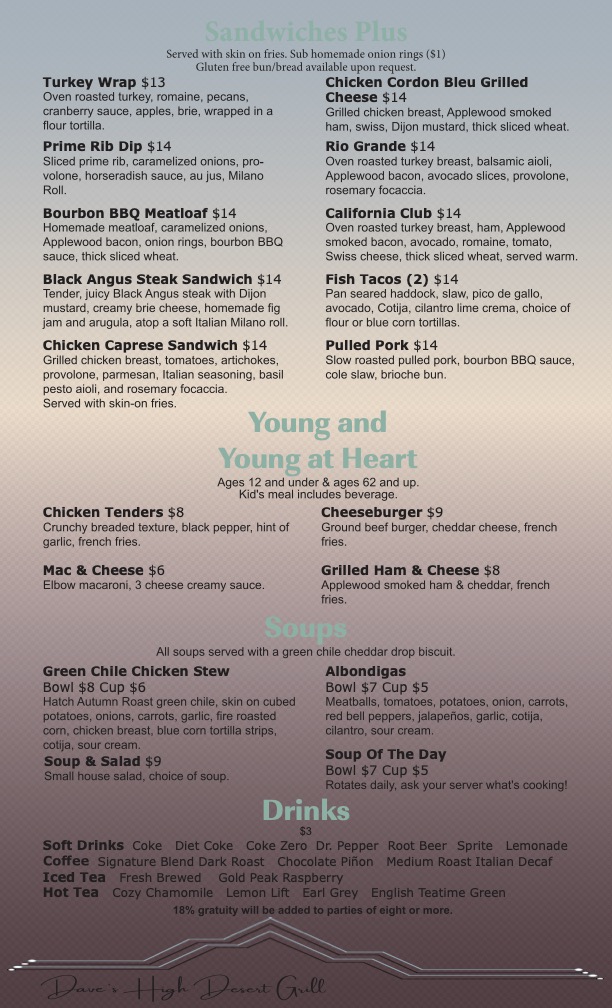 Sandwiches Plus
Served with skin on fries. Sub homemade onion rings ($1)
Gluten free bun/bread available upon request.
Turkey Wrap $13
Oven roasted turkey, romaine, pecans,
cranberry sauce, apples, brie, wrapped in a
flour tortilla.
Prime Rib Dip $14
Sliced prime rib, caramelized onions, pro-
volone, horseradish sauce, au jus, Milano
Roll.
Bourbon BBQ Meatloaf $14
Homemade meatloaf, caramelized onions,
Applewood bacon, onion rings, bourbon BBQ
sauce, thick sliced wheat.
Black Angus Steak Sandwich $14
Tender, juicy Black Angus steak with Dijon
mustard, creamy brie cheese, homemade fig
jam and arugula, atop a soft Italian Milano roll.
Chicken Caprese Sandwich $14
Grilled chicken breast, tomatoes, artichokes,
provolone, parmesan, Italian seasoning, basil
pesto aioli, and rosemary focaccia.
Served with skin-on fries.
Chicken Cordon Bleu Grilled
Cheese $14
Grilled chicken breast, Applewood smoked
ham, swiss, Dijon mustard, thick sliced wheat.
Rio Grande $14
Oven roasted turkey breast, balsamic aioli,
Applewood bacon, avocado slices, provolone,
rosemary focaccia.
California Club $14
Oven roasted turkey breast, ham, Applewood
smoked bacon, avocado, romaine, tomato,
Swiss cheese, thick sliced wheat, served warm.
Fish Tacos (2) $14
Pan seared haddock, slaw, pico de gallo,
avocado, Cotija, cilantro lime crema, choice of
flour or blue corn tortillas.
Pulled Pork $14
Slow roasted pulled pork, bourbon BBQ sauce,
cole slaw, brioche bun.
Young and
Young at Heart
Ages 12 and under & ages 62 and up.
Kid's meal includes beverage.
Chicken Tenders $8
Crunchy breaded texture, black pepper, hint of
garlic, french fries.
Mac & Cheese $6
Elbow macaroni, 3 cheese creamy sauce.
Cheeseburger $9
Ground beef burger, cheddar cheese, french
fries.
Grilled Ham & Cheese $8
Applewood smoked ham & cheddar, french
fries.
Soups
All soups served with a green chile cheddar drop biscuit.
Green Chile Chicken Stew
Bowl $8 Cup $6
Hatch Autumn Roast green chile, skin on cubed
potatoes, onions, carrots, garlic, fire roasted
corn, chicken breast, blue corn tortilla strips,
cotija, sour cream.
Soup & Salad $9
Small house salad, choice of soup.
Albondigas
Bowl $7 Cup $5
Meatballs, tomatoes, potatoes, onion, carrots,
red bell peppers, jalapeños, garlic, cotija,
cilantro, sour cream.
Soup Of The Day
Bowl $7 Cup $5
Rotates daily, ask your server what's cooking!
Drinks
$3
Soft Drinks Coke Diet Coke Coke Zero Dr. Pepper Root Beer Sprite Lemonade
Coffee Signature Blend Dark Roast Chocolate Piñon Medium Roast Italian Decaf
Iced Tea Fresh Brewed Gold Peak Raspberry
Hot Tea Cozy Chamomile Lemon Lift Earl Grey English Teatime Green
18% gratuity will be added to parties of eight or more.
Dave's High Desert Grill